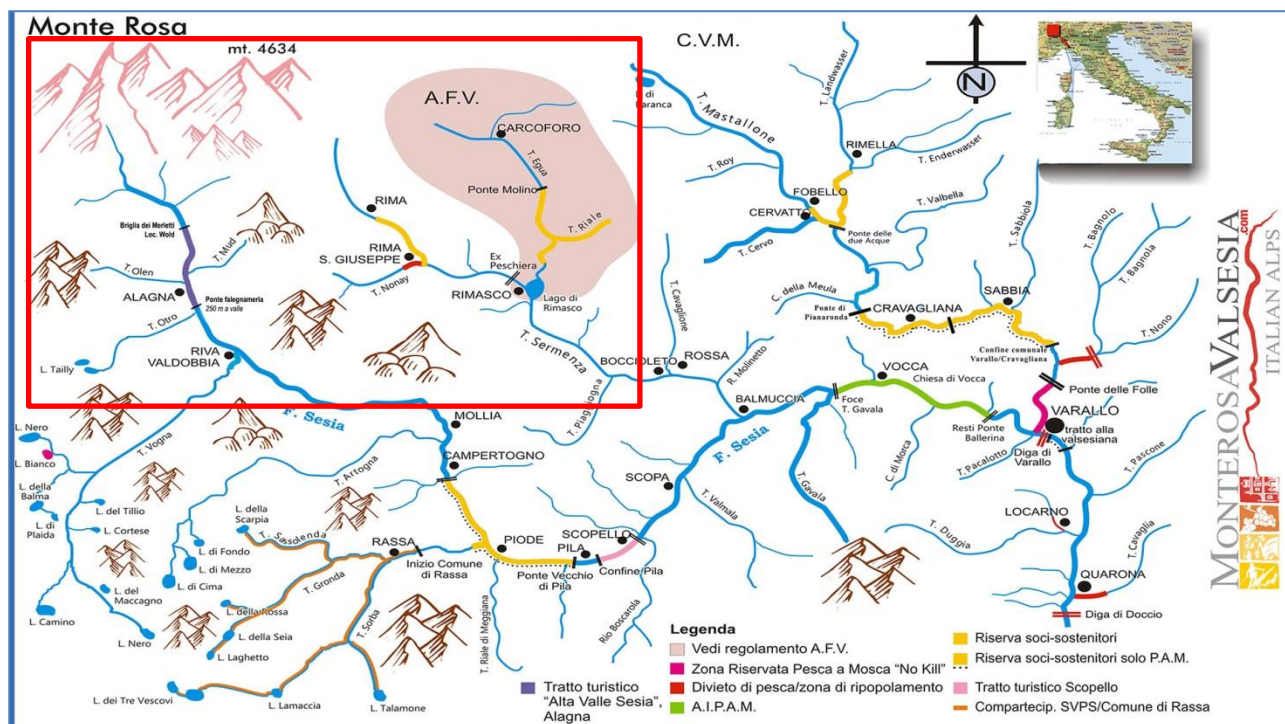 Monte Rosa
mt. 4634
C.V.M.
N
A.F.V.
CARCOFORO
T. Egua
Ponte Molino
T. Riale
RIMA
RIMA
S. GIUSEPPE
T. Nonay
Ex
Peschiera
RIMASCO
Lago di
Rimasco
T. Sermenza
Briglia dei Merletti
Loc. Wold
T. Mud
T. Olen
ALAGNA
Ponte falegnameria
250 m a valle
T. Otro
RIVA
VALDOBBIA
L. Tailly
L. di
Baranca
T. Mastallone
T. Landwasser
RIMELLA
T. Enderwasser
T. Roy
FOBELLO
CERVATTO
T. Valbella
Ponte delle
due Acque
T. Cervo
T. Sabbiola
T. Bagnolo
T. Bagnola
C. della Meula
Ponte di
Pianaronda
CRAVAGLIANA
SABBIA
T. Nono
Confine comunale
Varallo/Cravagliana
T. Cavaglione
BOCCIOLETO
ROSSA
R. Molinetto
T. Piaggiogna
BALMUCCIA
VOCCA
Chiesa di Vocca
Foce
T. Gavala
Ponte delle Folle
VARALLO
tratto alla
valsesiana
Resti Ponte
Ballerina
Diga di
Varallo
T. Pacalotto
T. Pascone
C. di Morca
F. Sesia
F. Sesia
MOLLIA
CAMPERTOGNO
T. Artogna
T. Vogna
L. Nero
L. Bianco
L. della
Balma
L. di
Plaida
L. del Tillio
L. Cortese
L. del
Maccagno
L. Camino
L. Nero
L. di Fondo
L. di Mezzo
L. di Cima
L. della
Scarpia
T. Sassolenda
T. Gronda
L. della Rossa
L. della Seia
L. Laghetto
RASSA
Inizio Comune
di Rassa
T. Sorba
L. dei Tre Vescovi
L. Lamaccia
L. Talamone
PIODE
T. Riale di Meggiana
Ponte Vecchio
di Pila
PILA
SCOPELLO
Confine Pila
Rio Boscarola
SCOPA
T. Valmala
T. Gavala
T. Duggia
LOCARNO
T. Cavaglia
QUARONA
Diga di Doccio
Legenda
Vedi regolamento A.F.V.
Zona Riservata Pesca a Mosca “No Kill”
Divieto di pesca/zona di ripopolamento
A.I.P.A.M.
Tratto turistico
“Alta Valle Sesia”,
Alagna
Riserva soci-sostenitori
Riserva soci-sostenitori solo P.A.M.
Tratto turistico Scopello
Compartecip. SVPS/Comune di Rassa
MONTEROSAVALSESIA.com
ITALIAN ALPS